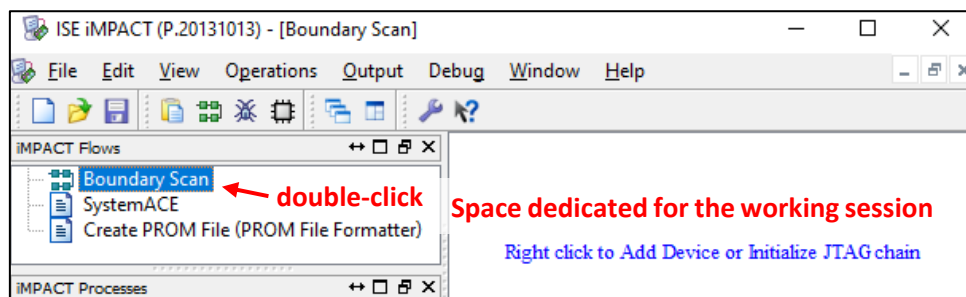 ISE iMPACT (P.20131013) - [Boundary Scan]
File Edit View Operations Output Debug Window Help
iMPACT Flows
Boundary Scan
double-click
SystemACE
Create PROM File (PROM File Formatter)
Space dedicated for the working session
Right click to Add Device or Initialize JTAG chain
iMPACT Processes